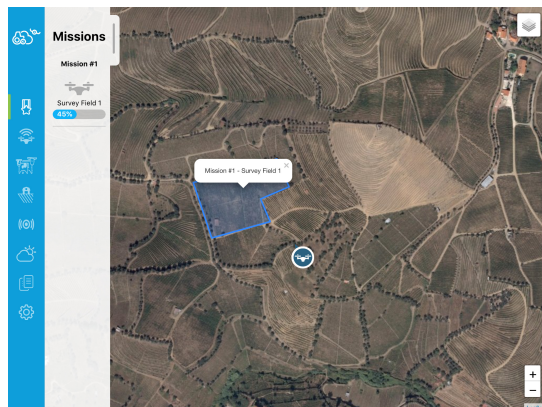 Missions
Mission #1
Survey Field 1
45%
Mission #1 - Survey Field 1
×
+
−